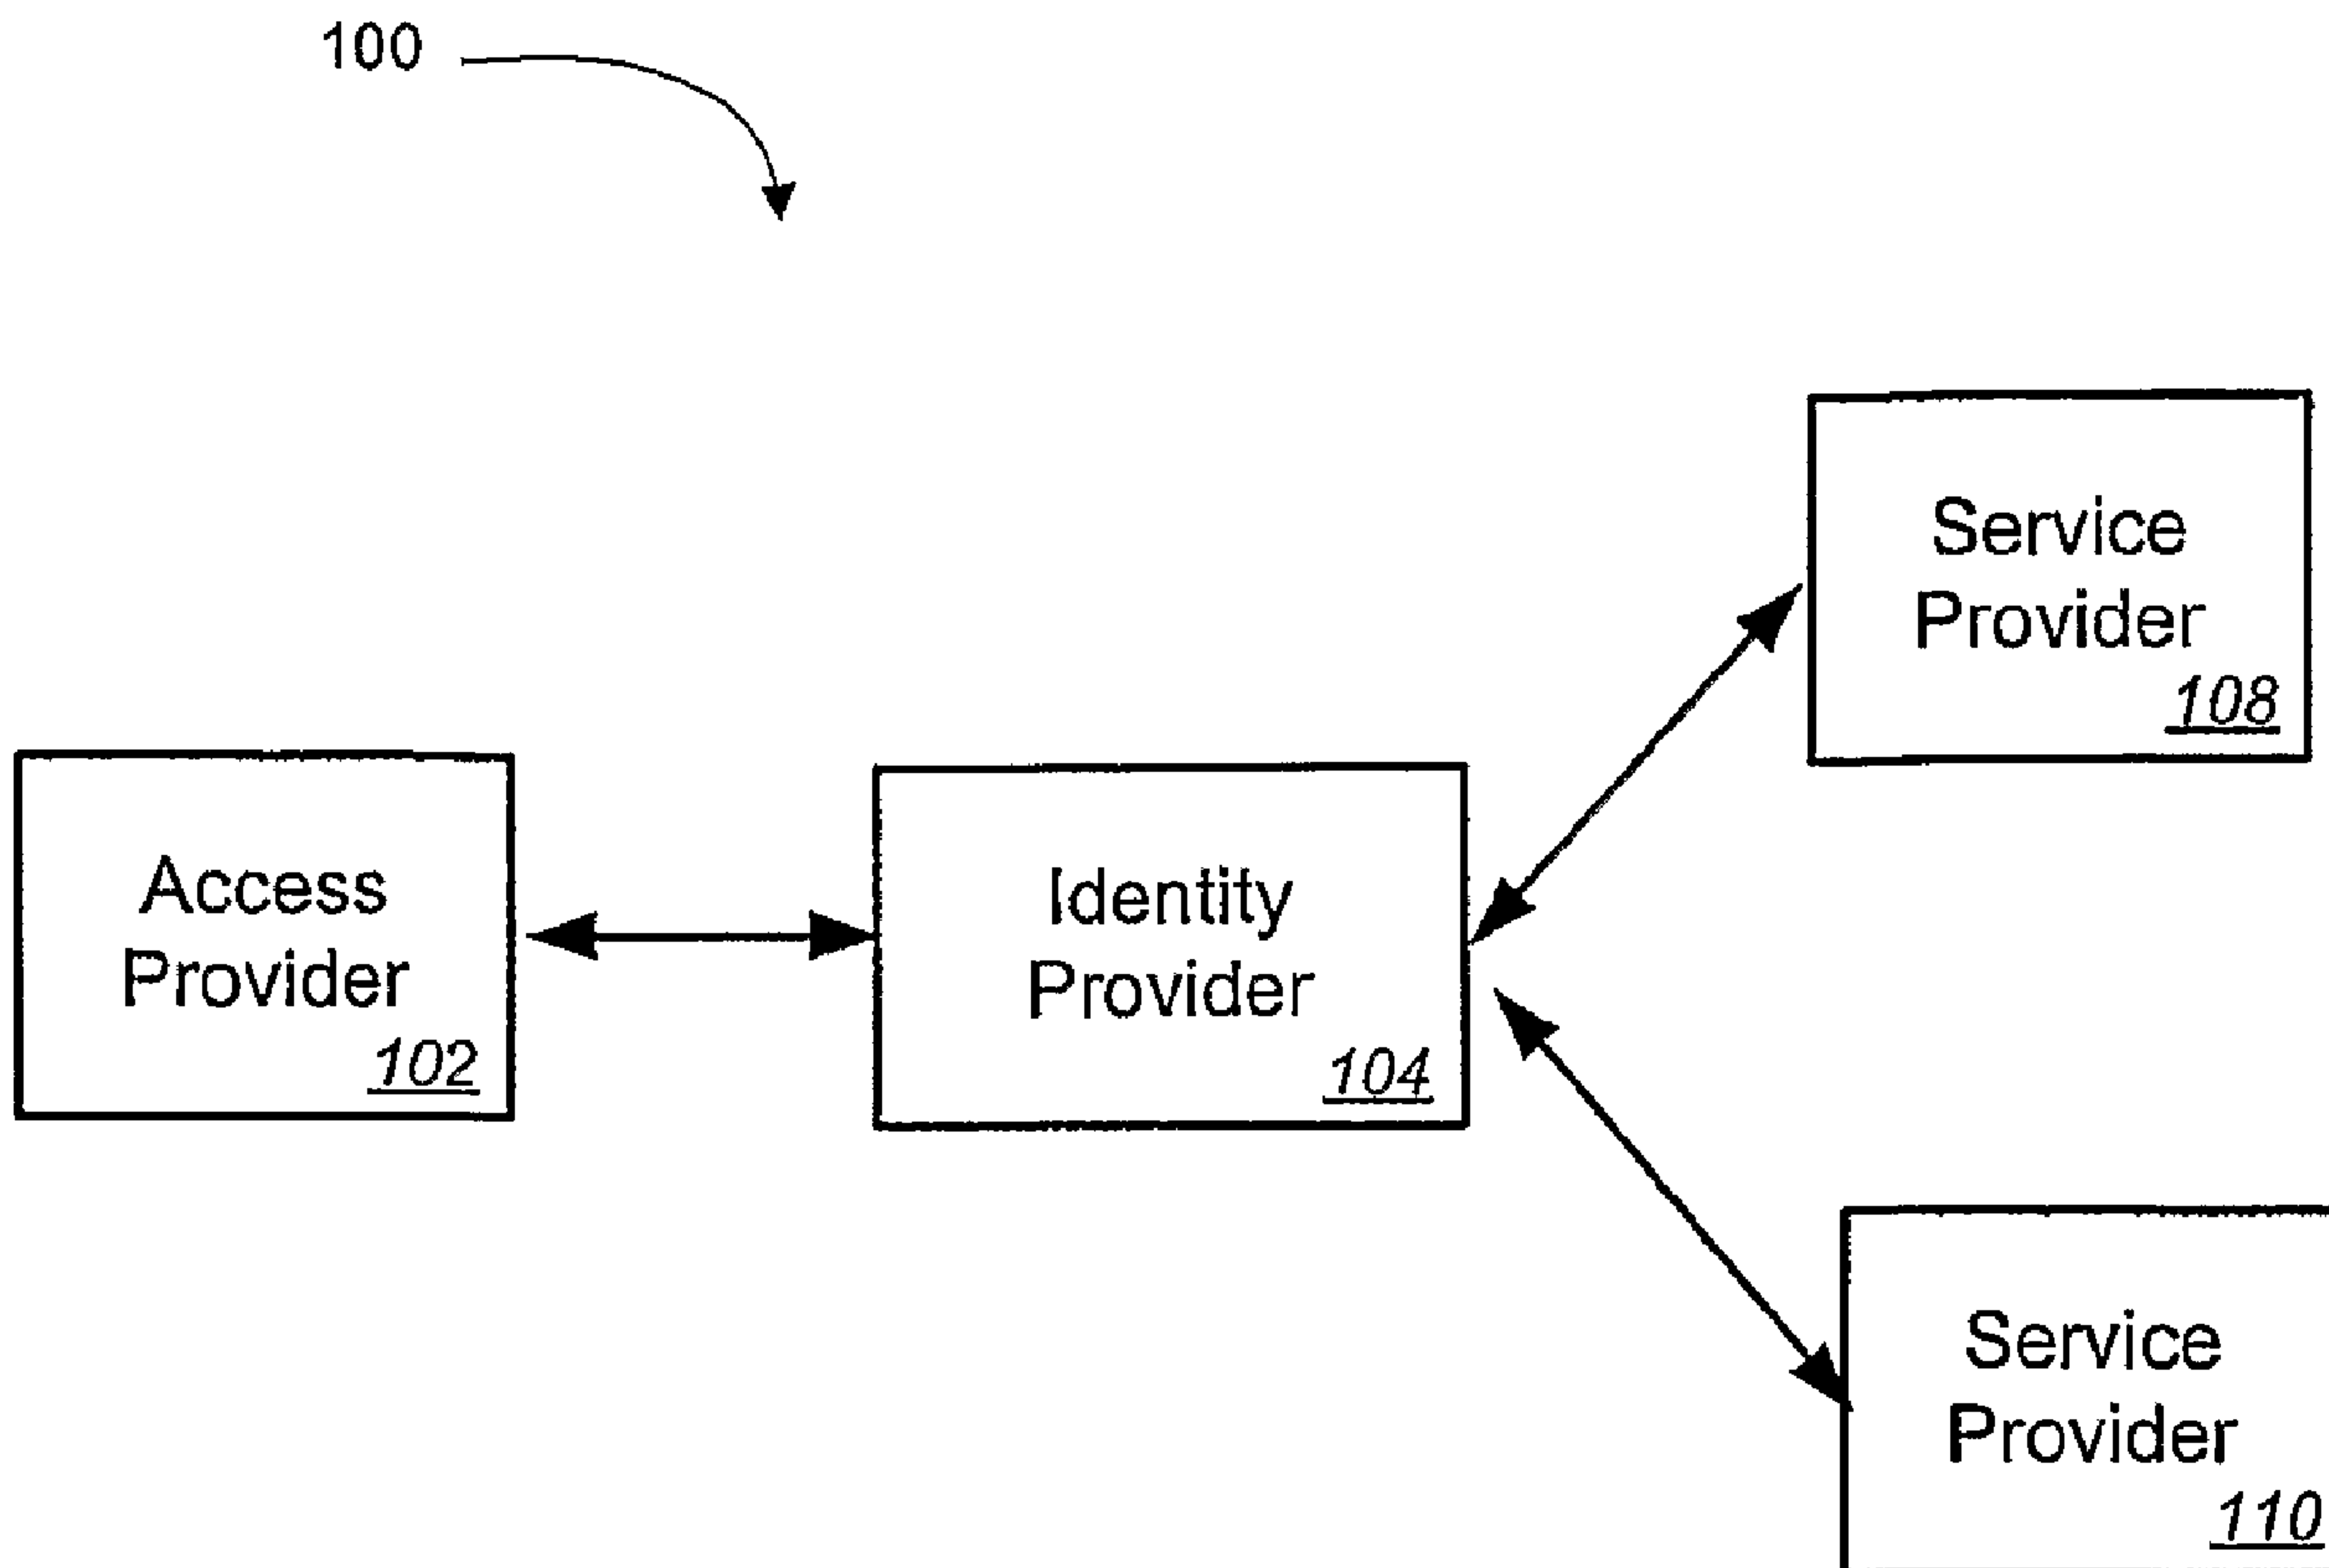 100
Service
Provider
108
Access
Provider
102
Identity
Provider
104
Service
Provider
110